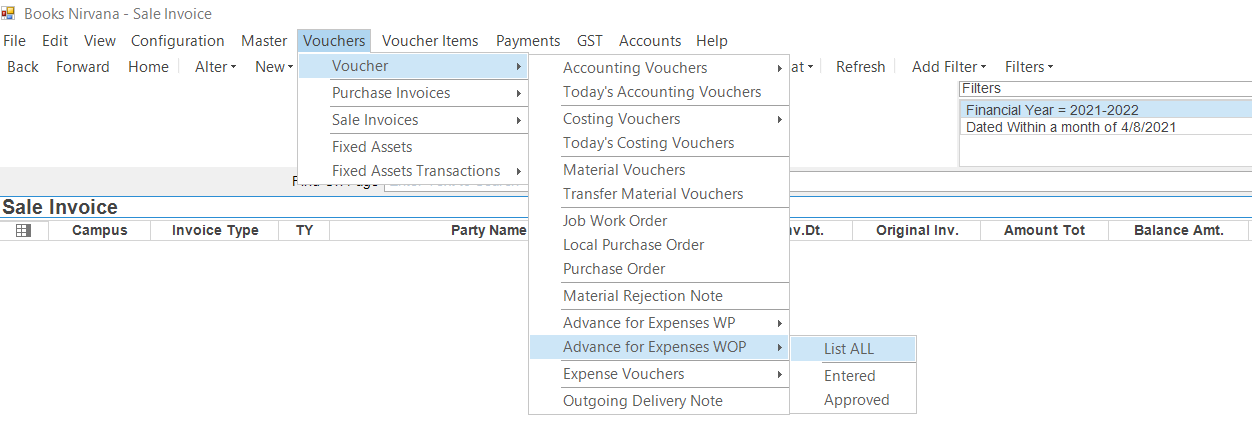 Books Nirvana - Sale Invoice
File Edit View Configuration Master Vouchers Voucher Items Payments GST Accounts Help
Back Forward Home Alter New at Refresh Add Filter Filters
Voucher
Purchase Invoices
Sale Invoices
Fixed Assets
Fixed Assets Transactions
Accounting Vouchers
Today's Accounting Vouchers
Costing Vouchers
Today's Costing Vouchers
Material Vouchers
Transfer Material Vouchers
Job Work Order
Local Purchase Order
Purchase Order
Material Rejection Note
Advance for Expenses WP
Advance for Expenses WOP
Expense Vouchers
Outgoing Delivery Note
List ALL
Entered
Approved
Filters
Financial Year = 2021-2022
Dated Within a month of 4/8/2021
Sale Invoice
Campus Invoice Type TY Party Name nv.Dt. Original Inv. Amount Tot Balance Amt.